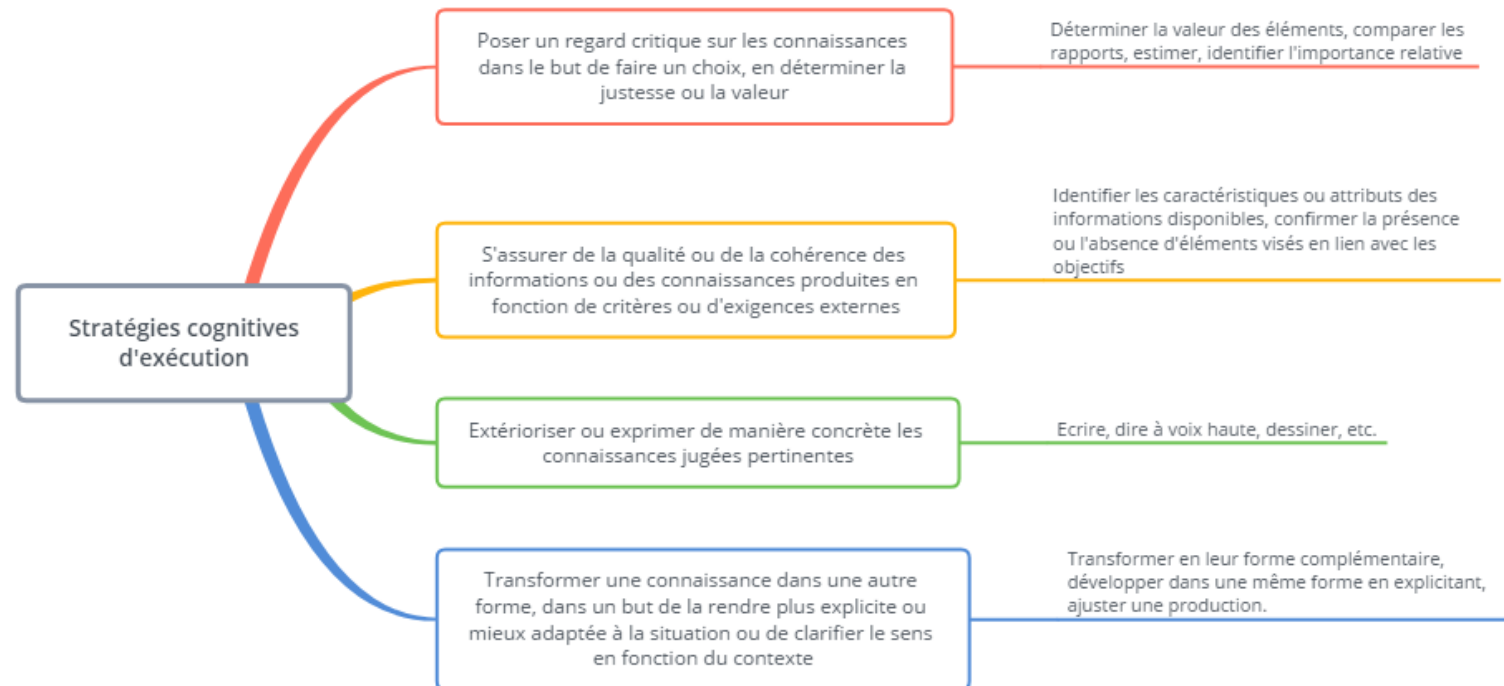 Poser un regard critique sur les connaissances
dans le but de faire un choix, en déterminer la
justesse ou la valeur
Déterminer la valeur des éléments, comparer les
rapports, estimer, identifier l'importance relative
S'assurer de la qualité ou de la cohérence des
informations ou des connaissances produites en
fonction de critères ou d'exigences externes
Identifier les caractéristiques ou attributs des
informations disponibles, confirmer la présence
ou l'absence d'éléments visés en lien avec les
objectifs
Stratégies cognitives
d'exécution
Extérioriser ou exprimer de manière concrète les
connaissances jugées pertinentes
Ecrire, dire à voix haute, dessiner, etc.
Transformer une connaissance dans une autre
forme, dans un but de la rendre plus explicite ou
mieux adaptée à la situation ou de clarifier le sens
en fonction du contexte
Transformer en leur forme complémentaire,
développer dans une même forme en explicitant,
ajuster une production.